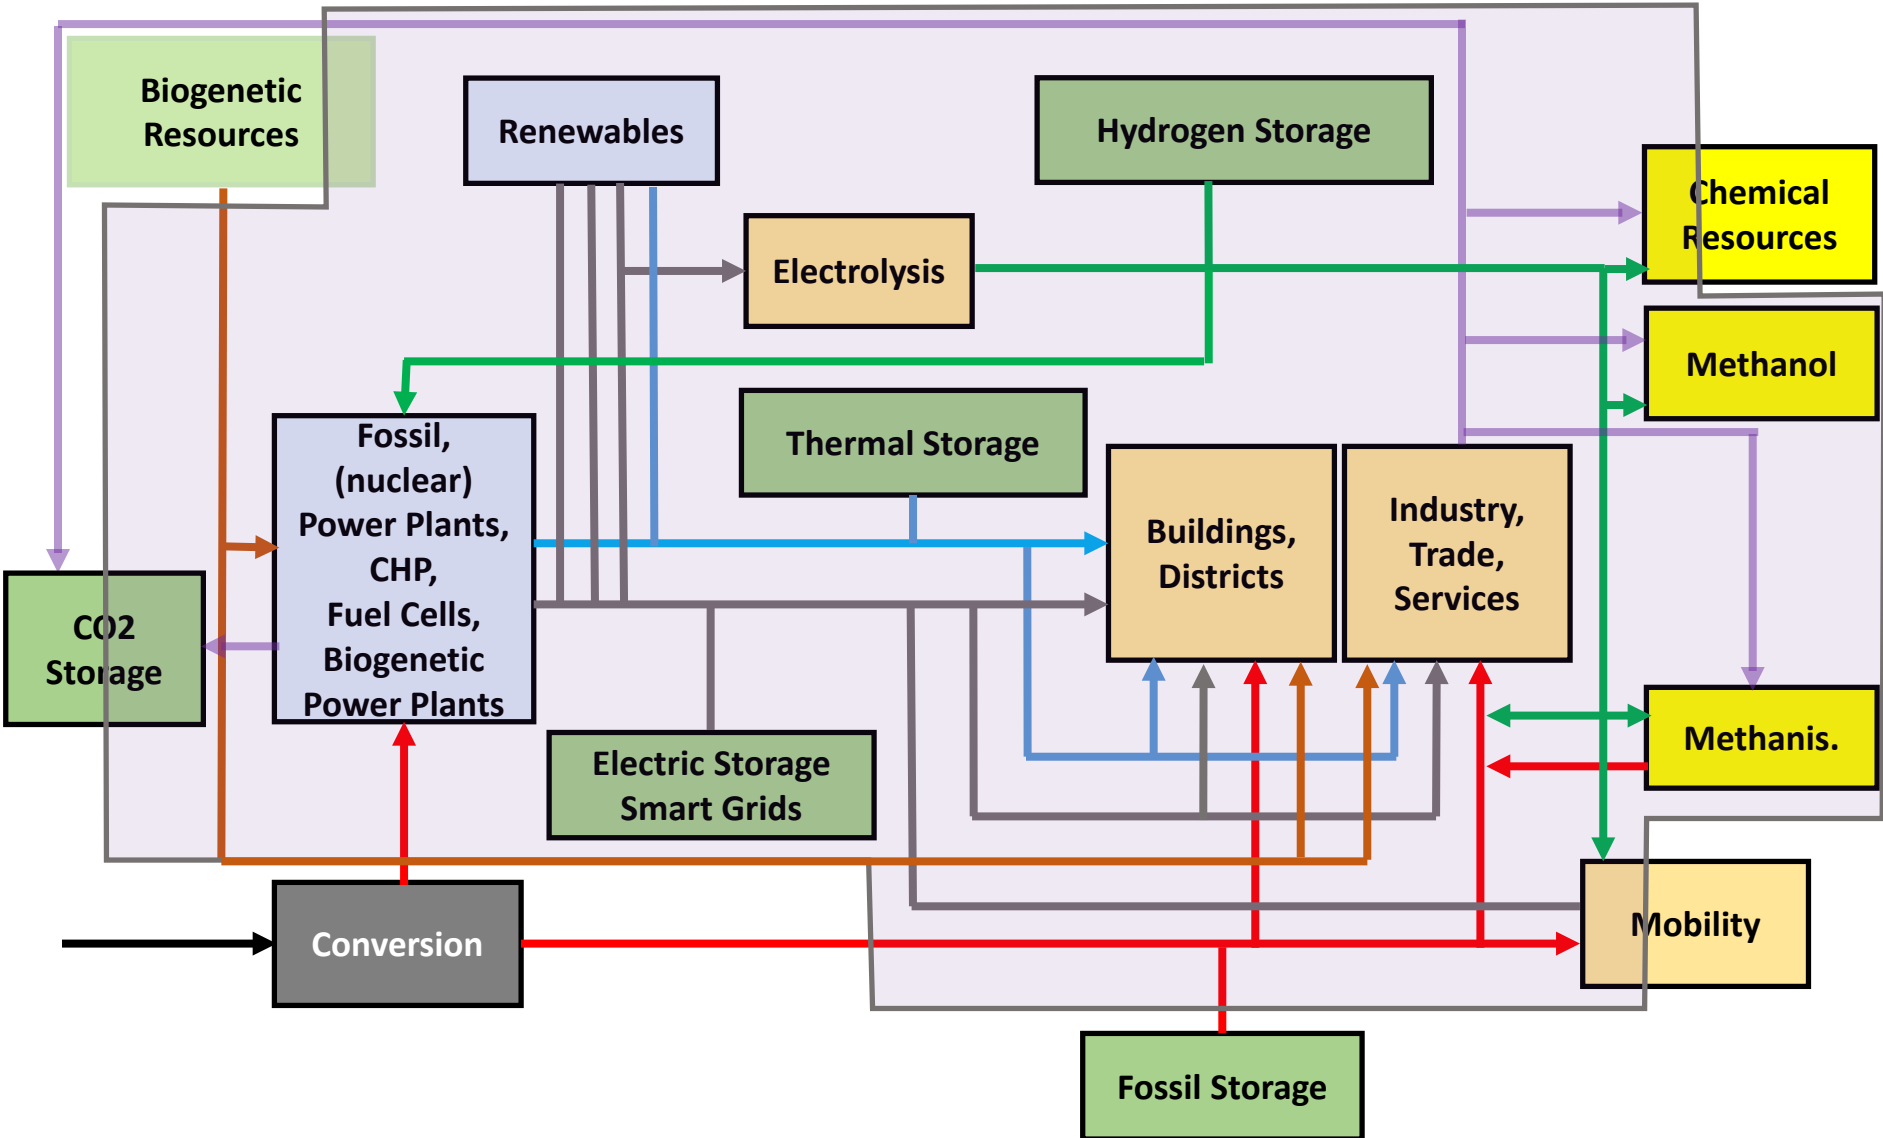 Biogenetic
Resources
Renewables
Hydrogen Storage
Chemical
Resources
Electrolysis
Methanol
Thermal Storage
Fossil,
(nuclear)
Power Plants,
CHP,
Fuel Cells,
Biogenetic
Power Plants
Buildings,
Districts
Industry,
Trade,
Services
CO2
Storage
Methanis.
Electric Storage
Smart Grids
Conversion
Mobility
Fossil Storage